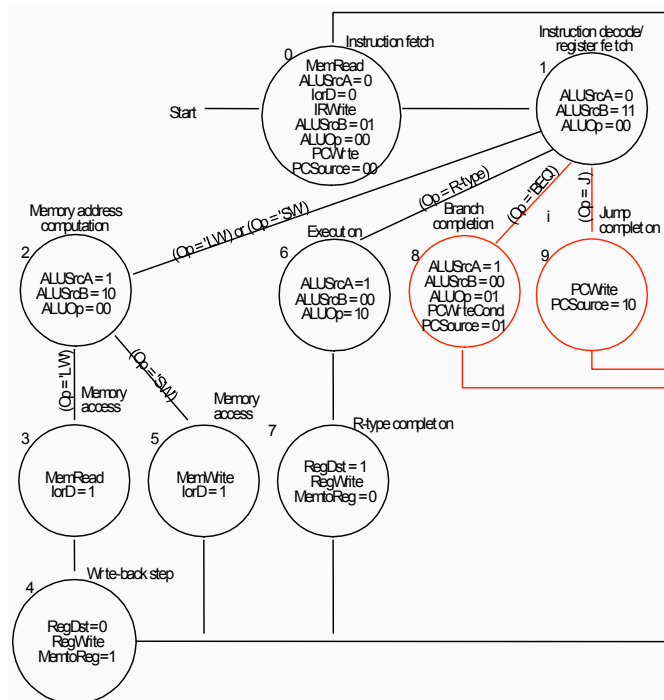 Instruction fetch
0
MemRead
ALUSrcA = 0
IorD = 0
IRWrite
ALUSrcB = 01
ALUOp = 00
PCWrite
PCSource = 00
Start
Instruction decode/
register fetch
1
ALUSrcA = 0
ALUSrcB = 11
ALUOp = 00
(Op = 'LW') or (Op = 'SW')
(Op = R-type)
(Op = 'BEQ')
(Op = 'J')
i
Memory address
computation
2
ALUSrcA = 1
ALUSrcB = 10
ALUOp = 00
Execution
6
ALUSrcA = 1
ALUSrcB = 00
ALUOp = 10
Branch
completion
8
ALUSrcA = 1
ALUSrcB = 00
ALUOp = 01
PCWriteCond
PCSource = 01
Jump
completion
9
PCWrite
PCSource = 10
(Op = 'LW')
(Op = 'SW')
Memory
access
3
MemRead
IorD = 1
Memory
access
5
MemWrite
IorD = 1
R-type completion
7
RegDst = 1
RegWrite
MemtoReg = 0
Write-back step
4
RegDst = 0
RegWrite
MemtoReg = 1